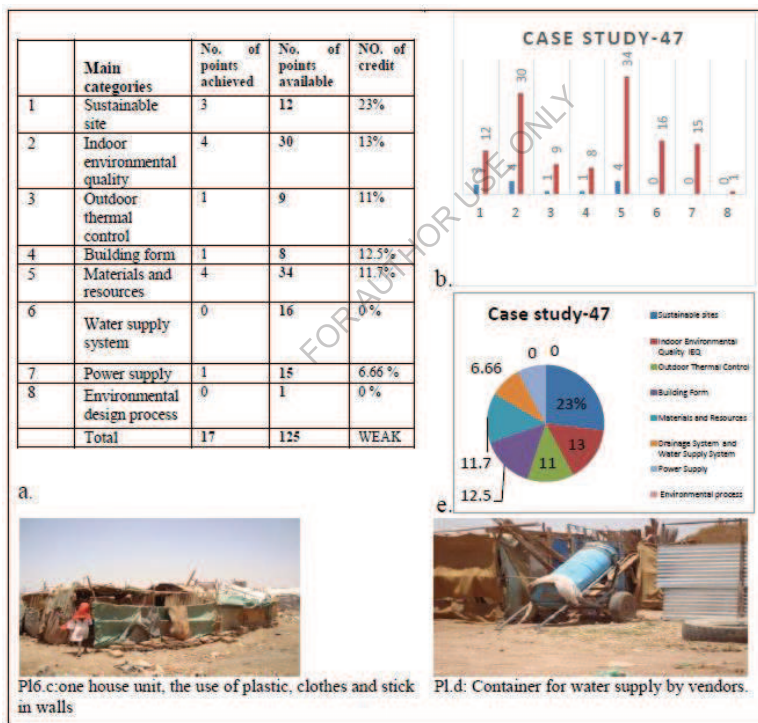 Main categories No. of points achieved No. of points available NO. of credit
1 Sustainable site 3 12 23%
2 Indoor environmental quality 4 30 13%
3 Outdoor thermal control 1 9 11%
4 Building form 1 8 12.5%
5 Materials and resources 4 34 11.7%
6 Water supply system 0 16 0 %
7 Power supply 1 15 6.66 %
8 Environmental design process 0 1 0 %
Total 17 125 WEAK
a.
CASE STUDY-47
3 12 4 30 1 9 1 8 4 34 0 16 0 15 0 1
1 2 3 4 5 6 7 8
b.
Case study-47
23%
13
11
12.5
11.7
6.66
0 0
Sustainable sites
Indoor Environmental
Quality IEQ
Outdoor Thermal Control
Building Form
Materials and Resources
Drainage System and
Water Supply System
Power Supply
Environmental process
e.
FOR AUTHOR USE ONLY
Pl6.c:one house unit, the use of plastic, clothes and stick
in walls
Pl.d: Container for water supply by vendors.